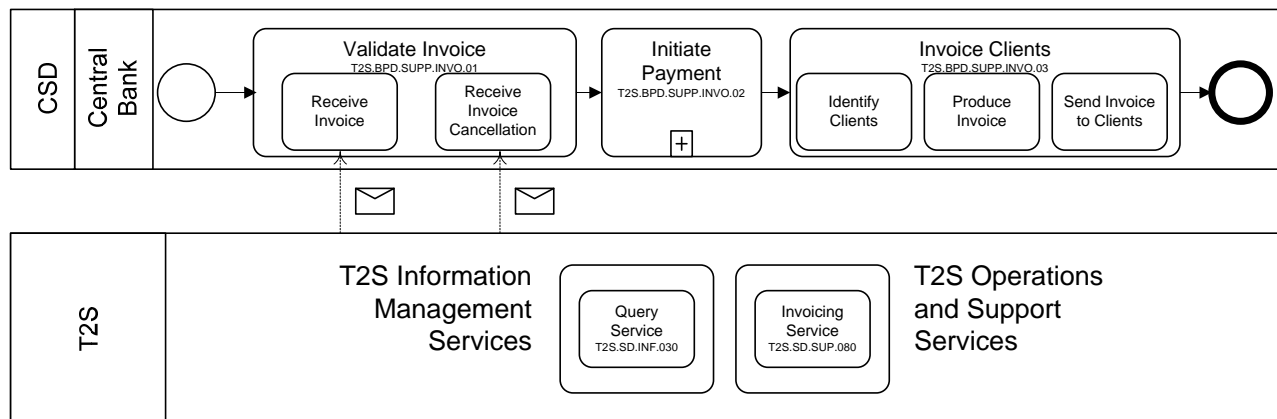 CSD
Central
Bank
Validate Invoice
T2S.BPD.SUPP.INVO.01
Receive
Invoice
Receive
Invoice
Cancellation
Initiate
Payment
T2S.BPD.SUPP.INVO.02
Invoice Clients
T2S.BPD.SUPP.INVO.03
Identify
Clients
Produce
Invoice
Send Invoice
to Clients
T2S
T2S Information
Management
Services
Query
Service
T2S.SD.INF.030
Invoicing
Service
T2S.SD.SUP.080
T2S Operations
and Support
Services